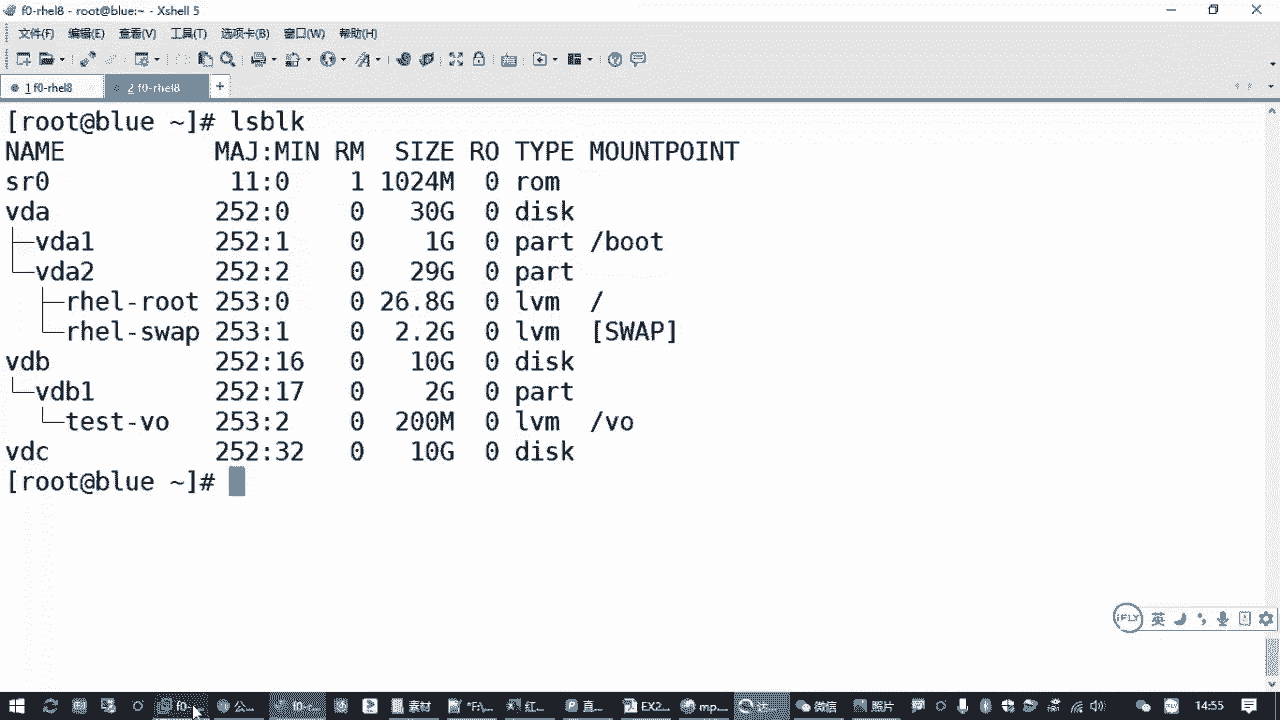 f0-rhel8 - root@blue:~ - Xshell 5
文件(F) 编辑(E) 查看(V) 工具(T) 选项卡(B) 窗口(W) 帮助(H)
1 f0-rhel8 2 f0-rhel8 +
[root@blue ~]# lsblk
NAME MAJ:MIN RM SIZE RO TYPE MOUNTPOINT
sr0 11:0 1 1024M 0 rom
vda 252:0 0 30G 0 disk
├─vda1 252:1 0 1G 0 part /boot
└─vda2 252:2 0 29G 0 part
├─rhel-root 253:0 0 26.8G 0 lvm /
└─rhel-swap 253:1 0 2.2G 0 lvm [SWAP]
vdb 252:16 0 10G 0 disk
└─vdb1 252:17 0 2G 0 part
└─test-vo 253:2 0 200M 0 lvm /vo
vdc 252:32 0 10G 0 disk
[root@blue ~]#
iFLY 英
f0-... 公... f0-... 素材 红... 直... EX2... mp... 微信 照片 14:55